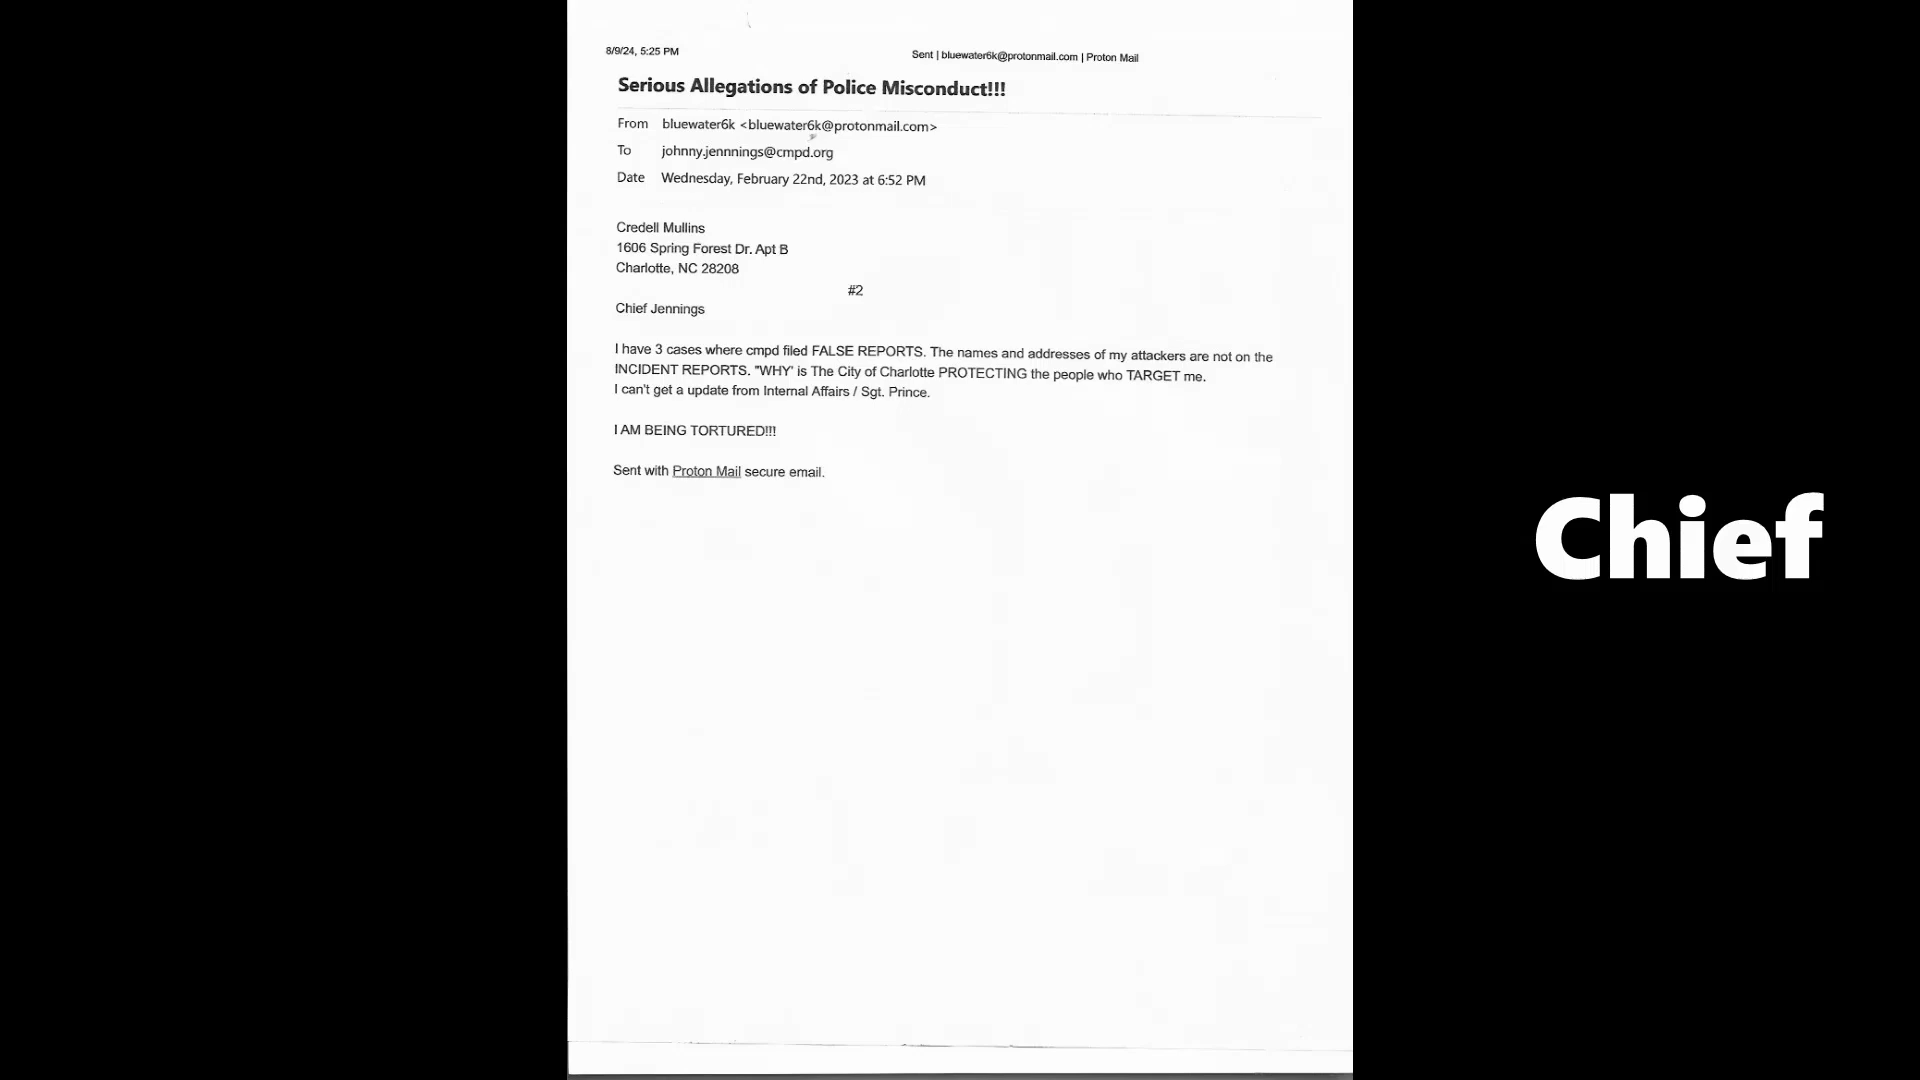 8/9/24, 5:25 PM
Sent | bluewater6k@protonmail.com | Proton Mail
Serious Allegations of Police Misconduct!!!
From bluewater6k <bluewater6k@protonmail.com>
To johnny.jennnings@cmpd.org
Date Wednesday, February 22nd, 2023 at 6:52 PM
Credell Mullins
1606 Spring Forest Dr. Apt B
Charlotte, NC 28208
#2
Chief Jennings
I have 3 cases where cmpd filed FALSE REPORTS. The names and addresses of my attackers are not on the
INCIDENT REPORTS. "WHY' is The City of Charlotte PROTECTING the people who TARGET me.
I can't get a update from Internal Affairs / Sgt. Prince.
I AM BEING TORTURED!!!
Sent with Proton Mail secure email.
Chief